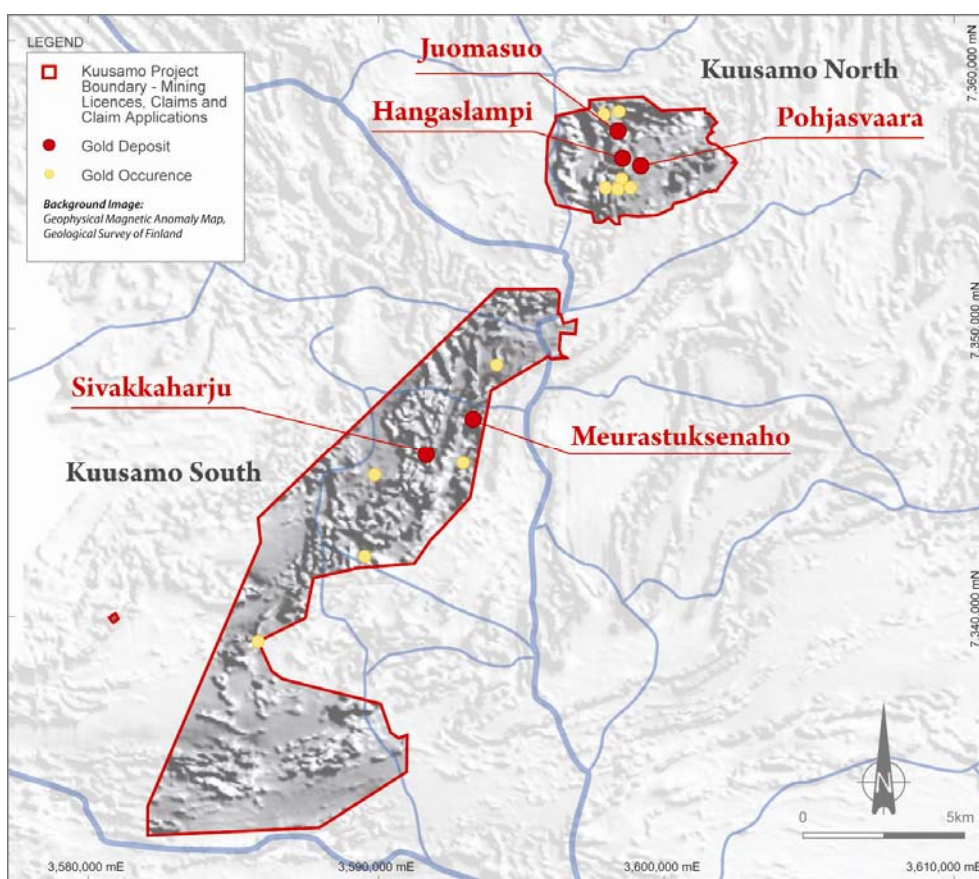 LEGEND
Kuusamo Project
Boundary - Mining
Licences, Claims and
Claim Applications
Gold Deposit
Gold Occurence
Background Image:
Geophysical Magnetic Anomaly Map,
Geological Survey of Finland
Juomasuo
Kuusamo North
Hangaslampi
Pohjasvaara
7,360,000 mN
7,350,000 mN
Sivakkaharju
Meurastuksenaho
Kuusamo South
7,340,000 mN
N
0 5km
3,580,000 mE
3,590,000 mE
3,600,000 mE
3,610,000 mE